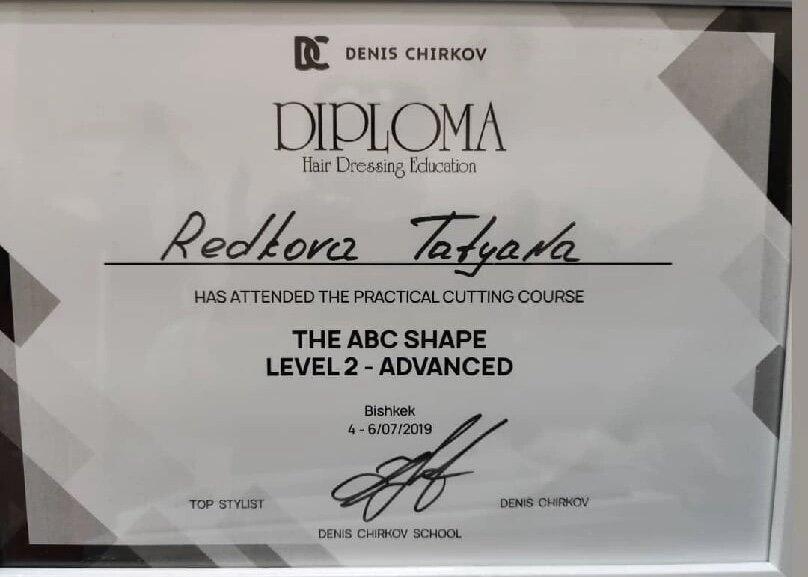 DC DENIS CHIRKOV
DIPLOMA
Hair Dressing Education
Redkova Tatyana
HAS ATTENDED THE PRACTICAL CUTTING COURSE
THE ABC SHAPE
LEVEL 2 - ADVANCED
Bishkek
4 - 6/07/2019
TOP STYLIST DENIS CHIRKOV
DENIS CHIRKOV SCHOOL